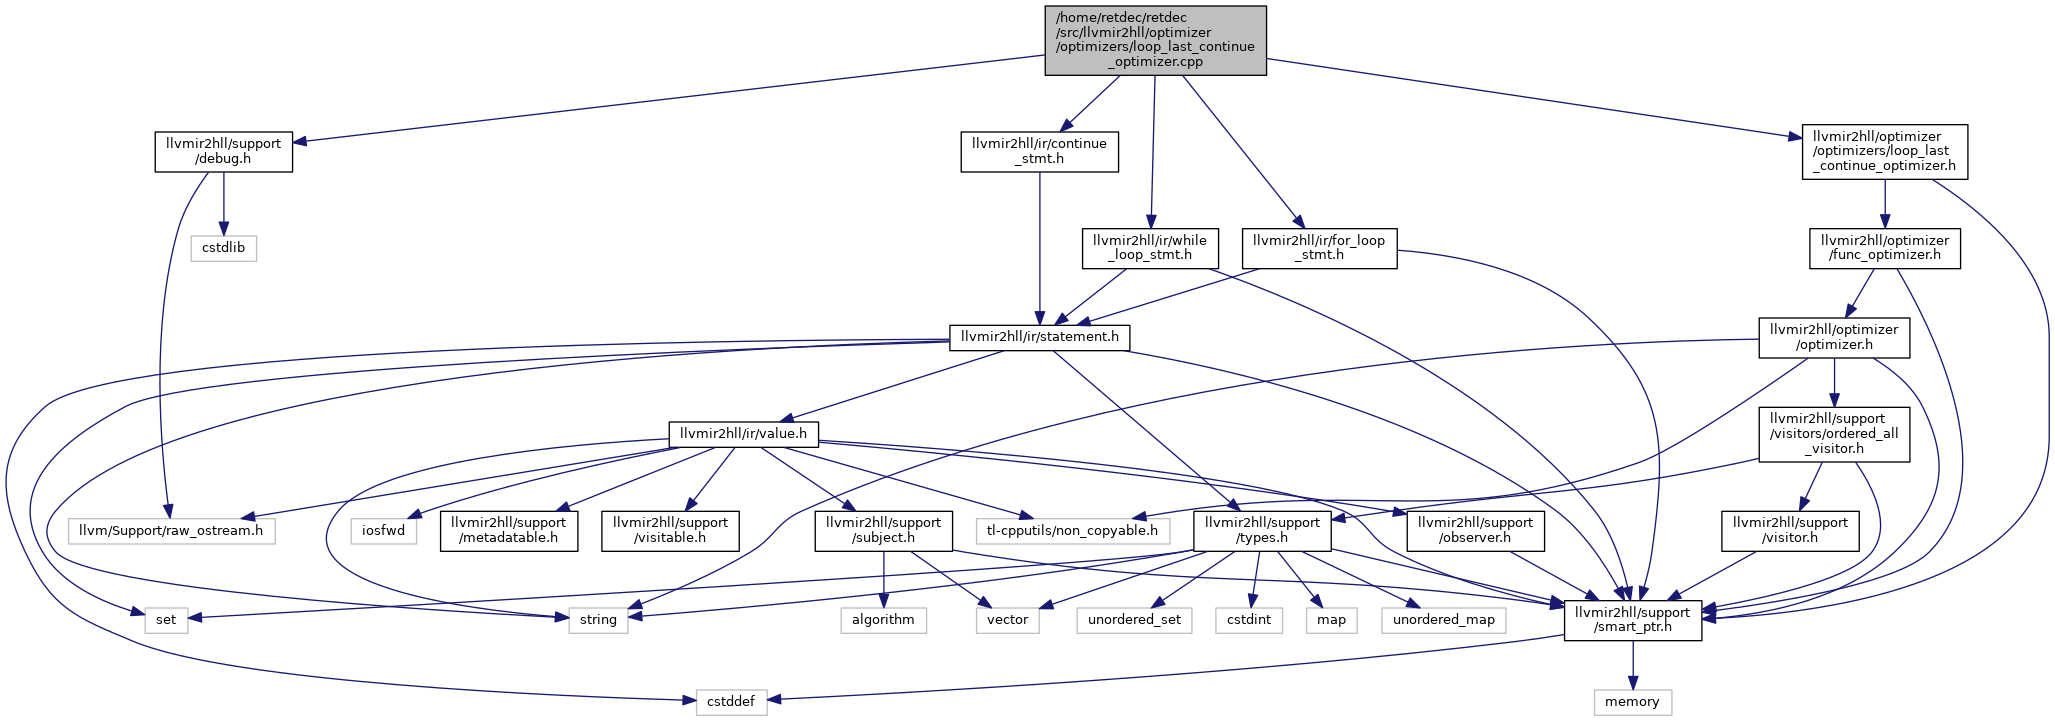 /home/retdec/retdec
/src/llvmir2hll/optimizer
/optimizers/loop_last_continue
_optimizer.cpp
llvmir2hll/support
/debug.h
llvmir2hll/ir/continue
_stmt.h
llvmir2hll/optimizer
/optimizers/loop_last
_continue_optimizer.h
cstdlib
llvmir2hll/ir/while
_loop_stmt.h
llvmir2hll/ir/for_loop
_stmt.h
llvmir2hll/optimizer
/func_optimizer.h
llvmir2hll/ir/statement.h
llvmir2hll/optimizer
/optimizer.h
llvmir2hll/ir/value.h
llvmir2hll/support
/visitors/ordered_all
_visitor.h
llvm/Support/raw_ostream.h
iosfwd
llvmir2hll/support
/metadatable.h
llvmir2hll/support
/visitable.h
llvmir2hll/support
/subject.h
tl-cpputils/non_copyable.h
llvmir2hll/support
/types.h
llvmir2hll/support
/observer.h
llvmir2hll/support
/visitor.h
set
string
algorithm
vector
unordered_set
cstdint
map
unordered_map
llvmir2hll/support
/smart_ptr.h
cstddef
memory